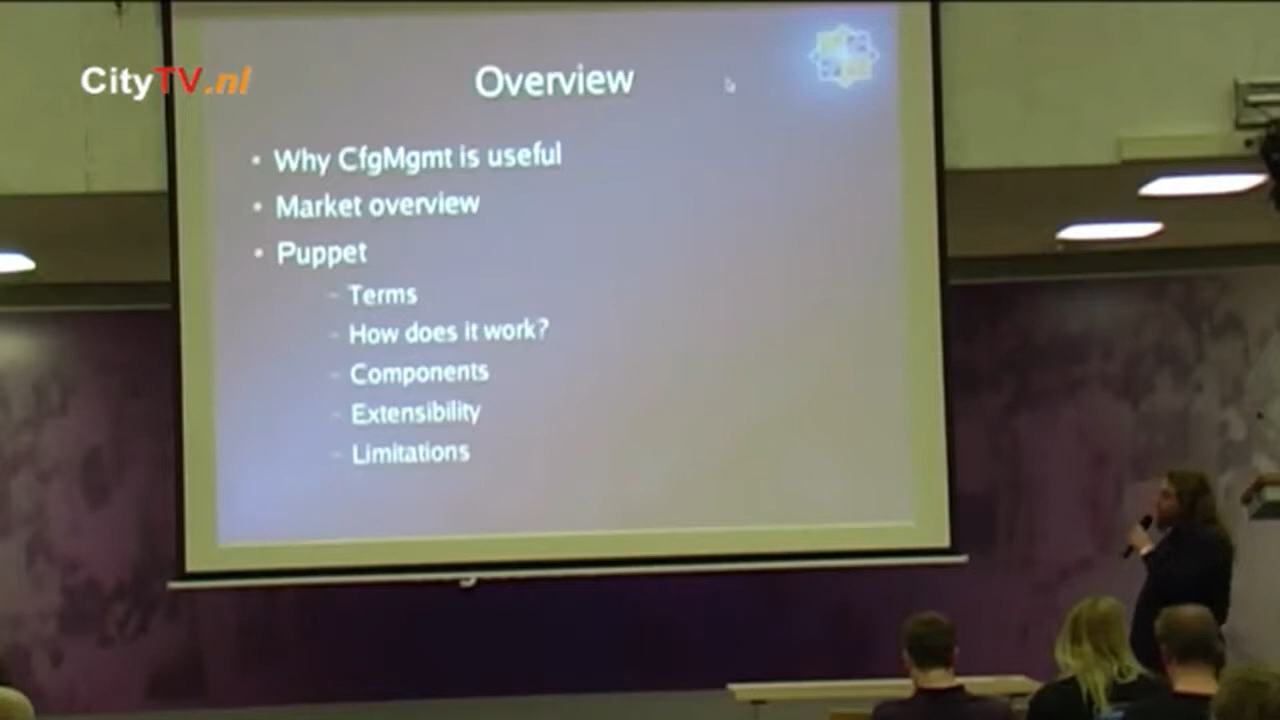 CityTV.nl
Overview
• Why CfgMgmt is useful
• Market overview
• Puppet
– Terms
– How does it work?
– Components
– Extensibility
– Limitations